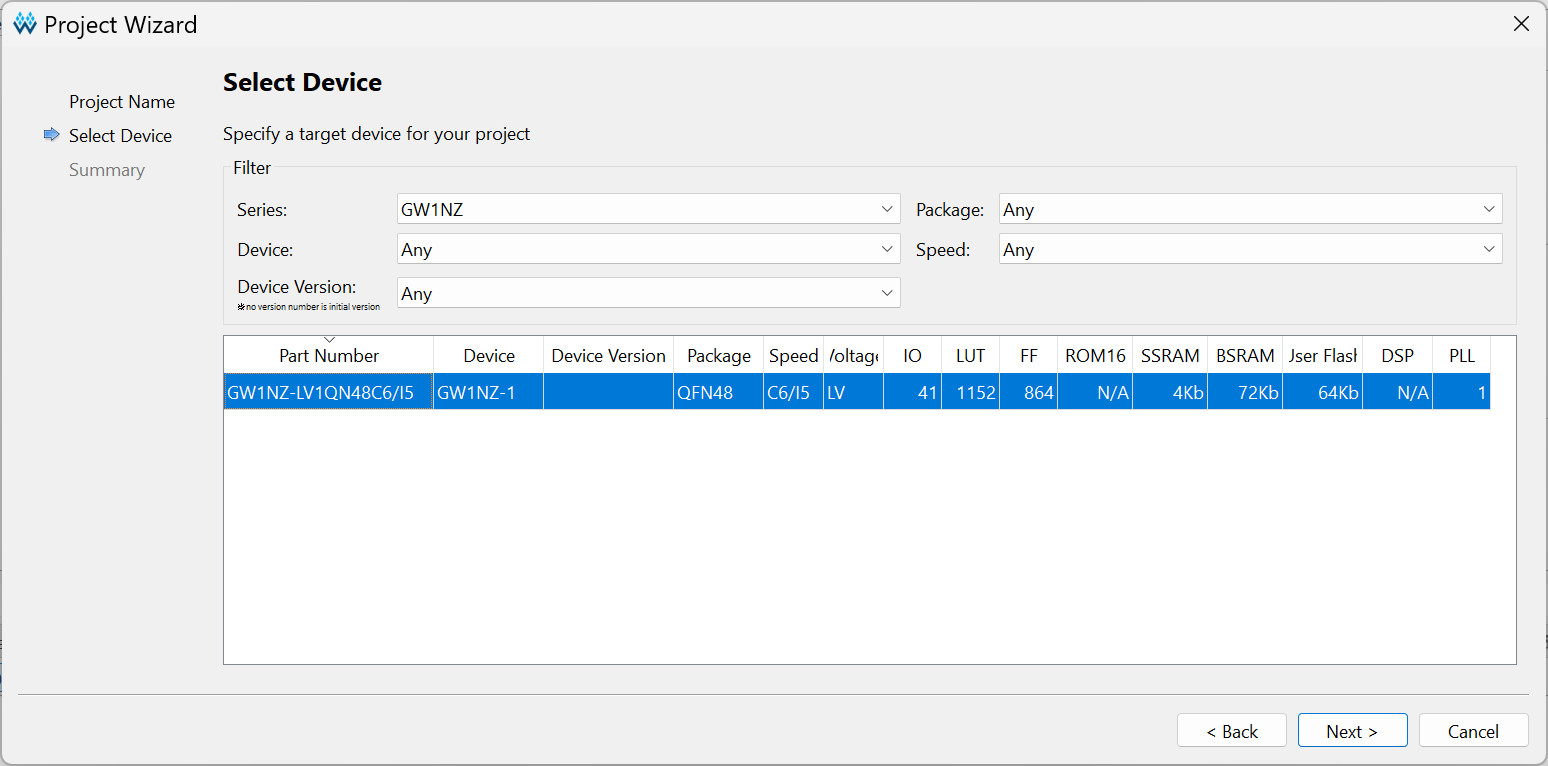 Project Wizard
Project Name
Select Device
Summary
Select Device
Specify a target device for your project
Filter
Series: GW1NZ Package: Any
Device: Any Speed: Any
Device Version: Any
*no version number is initial version
Part Number Device Device Version Package Speed Voltage IO LUT FF ROM16 SSRAM BSRAM User Flash DSP PLL
GW1NZ-LV1QN48C6/I5 GW1NZ-1 QFN48 C6/I5 LV 41 1152 864 N/A 4Kb 72Kb 64Kb N/A 1
< Back Next > Cancel